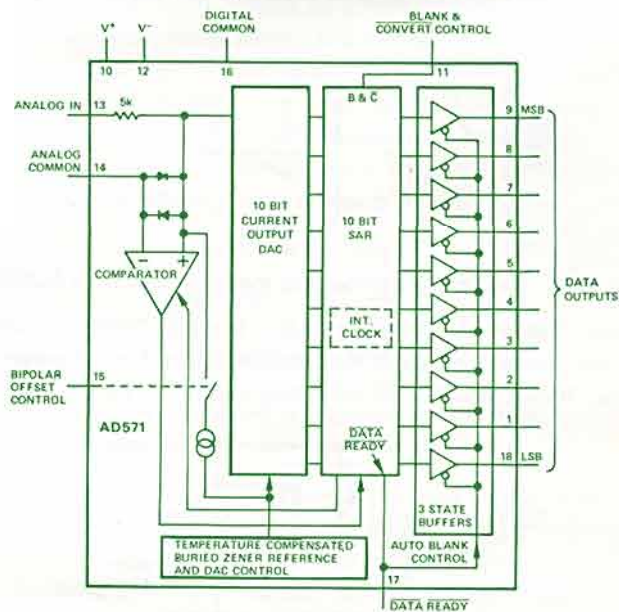 V+ V-
DIGITAL
COMMON
BLANK &
CONVERT CONTROL
10 12 16 11
ANALOG IN 13 5k
B & C
9 MSB
ANALOG
COMMON
14
8
7
10 BIT
CURRENT
OUTPUT
DAC
10 BIT
SAR
6
- +
COMPARATOR
5
DATA
OUTPUTS
INT.
CLOCK
4
3
BIPOLAR
OFFSET
CONTROL
15
2
AD571
1
DATA
READY
18 LSB
3 STATE
BUFFERS
TEMPERATURE COMPENSATED
BURIED ZENER REFERENCE
AND DAC CONTROL
AUTO BLANK
CONTROL
17
DATA READY